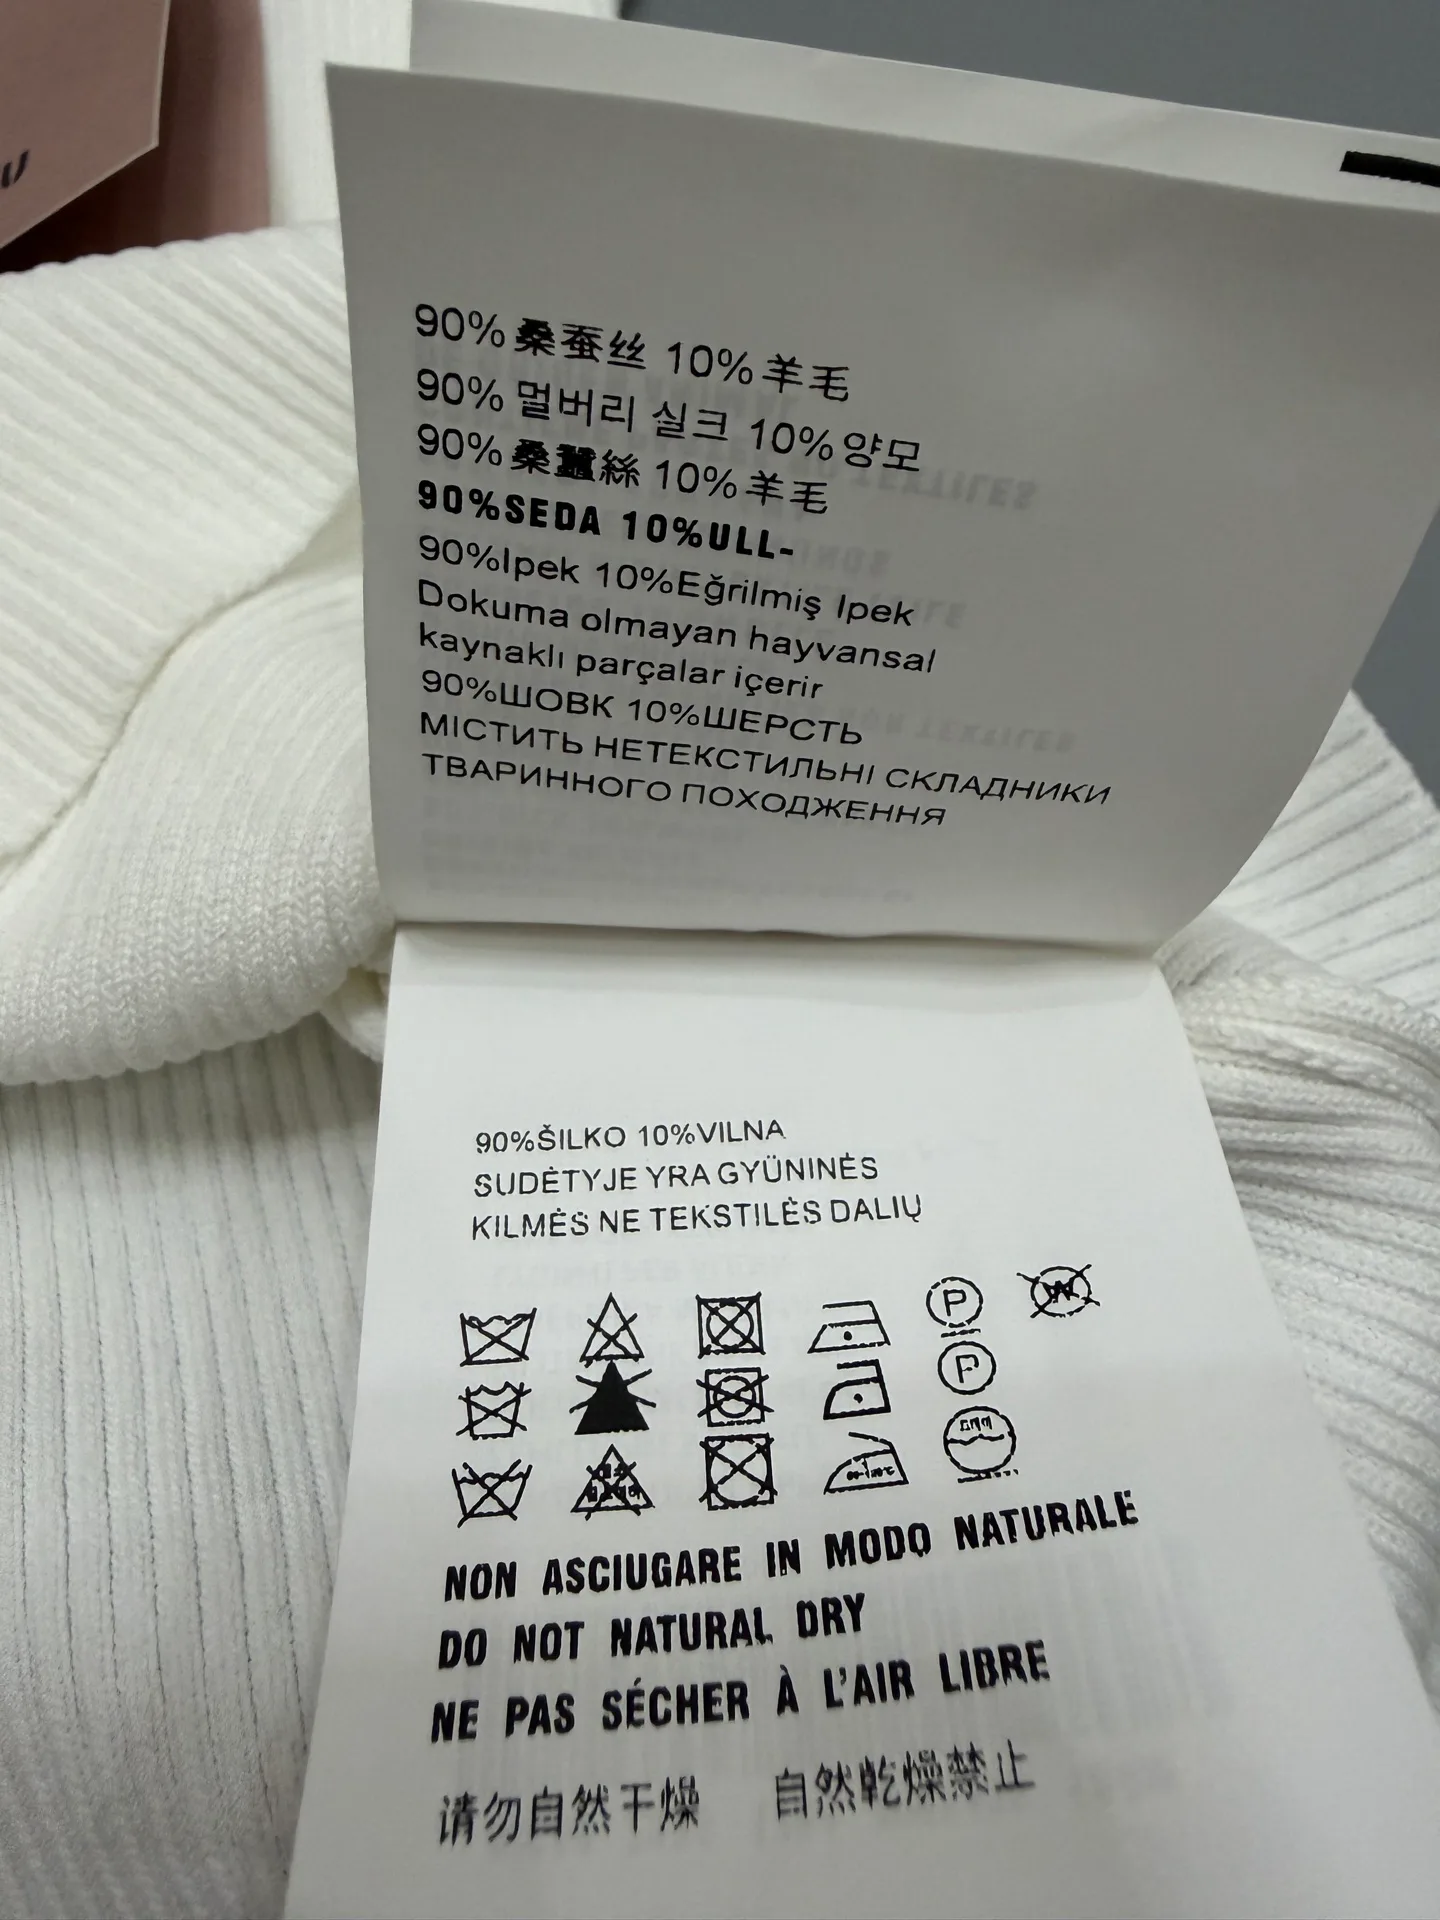 90%桑蚕丝 10%羊毛
90% 멀버리 실크 10%양모
90%桑蠶絲 10%羊毛
90%SEDA 10%ULL-
90%Ipek 10%Eğrilmiş Ipek
Dokuma olmayan hayvansal
kaynaklı parçalar içerir
90%ШОВК 10%ШЕРСТЬ
МІСТИТЬ НЕТЕКСТИЛЬНІ СКЛАДНИКИ
ТВАРИННОГО ПОХОДЖЕННЯ
90%ŠILKO 10%VILNA
SUDĖTYJE YRA GYŪNINĖS
KILMĖS NE TEKSTILĖS DALIŲ
P
P
NON ASCIUGARE IN MODO NATURALE
DO NOT NATURAL DRY
NE PAS SÉCHER À L'AIR LIBRE
请勿自然干燥 自然乾燥禁止